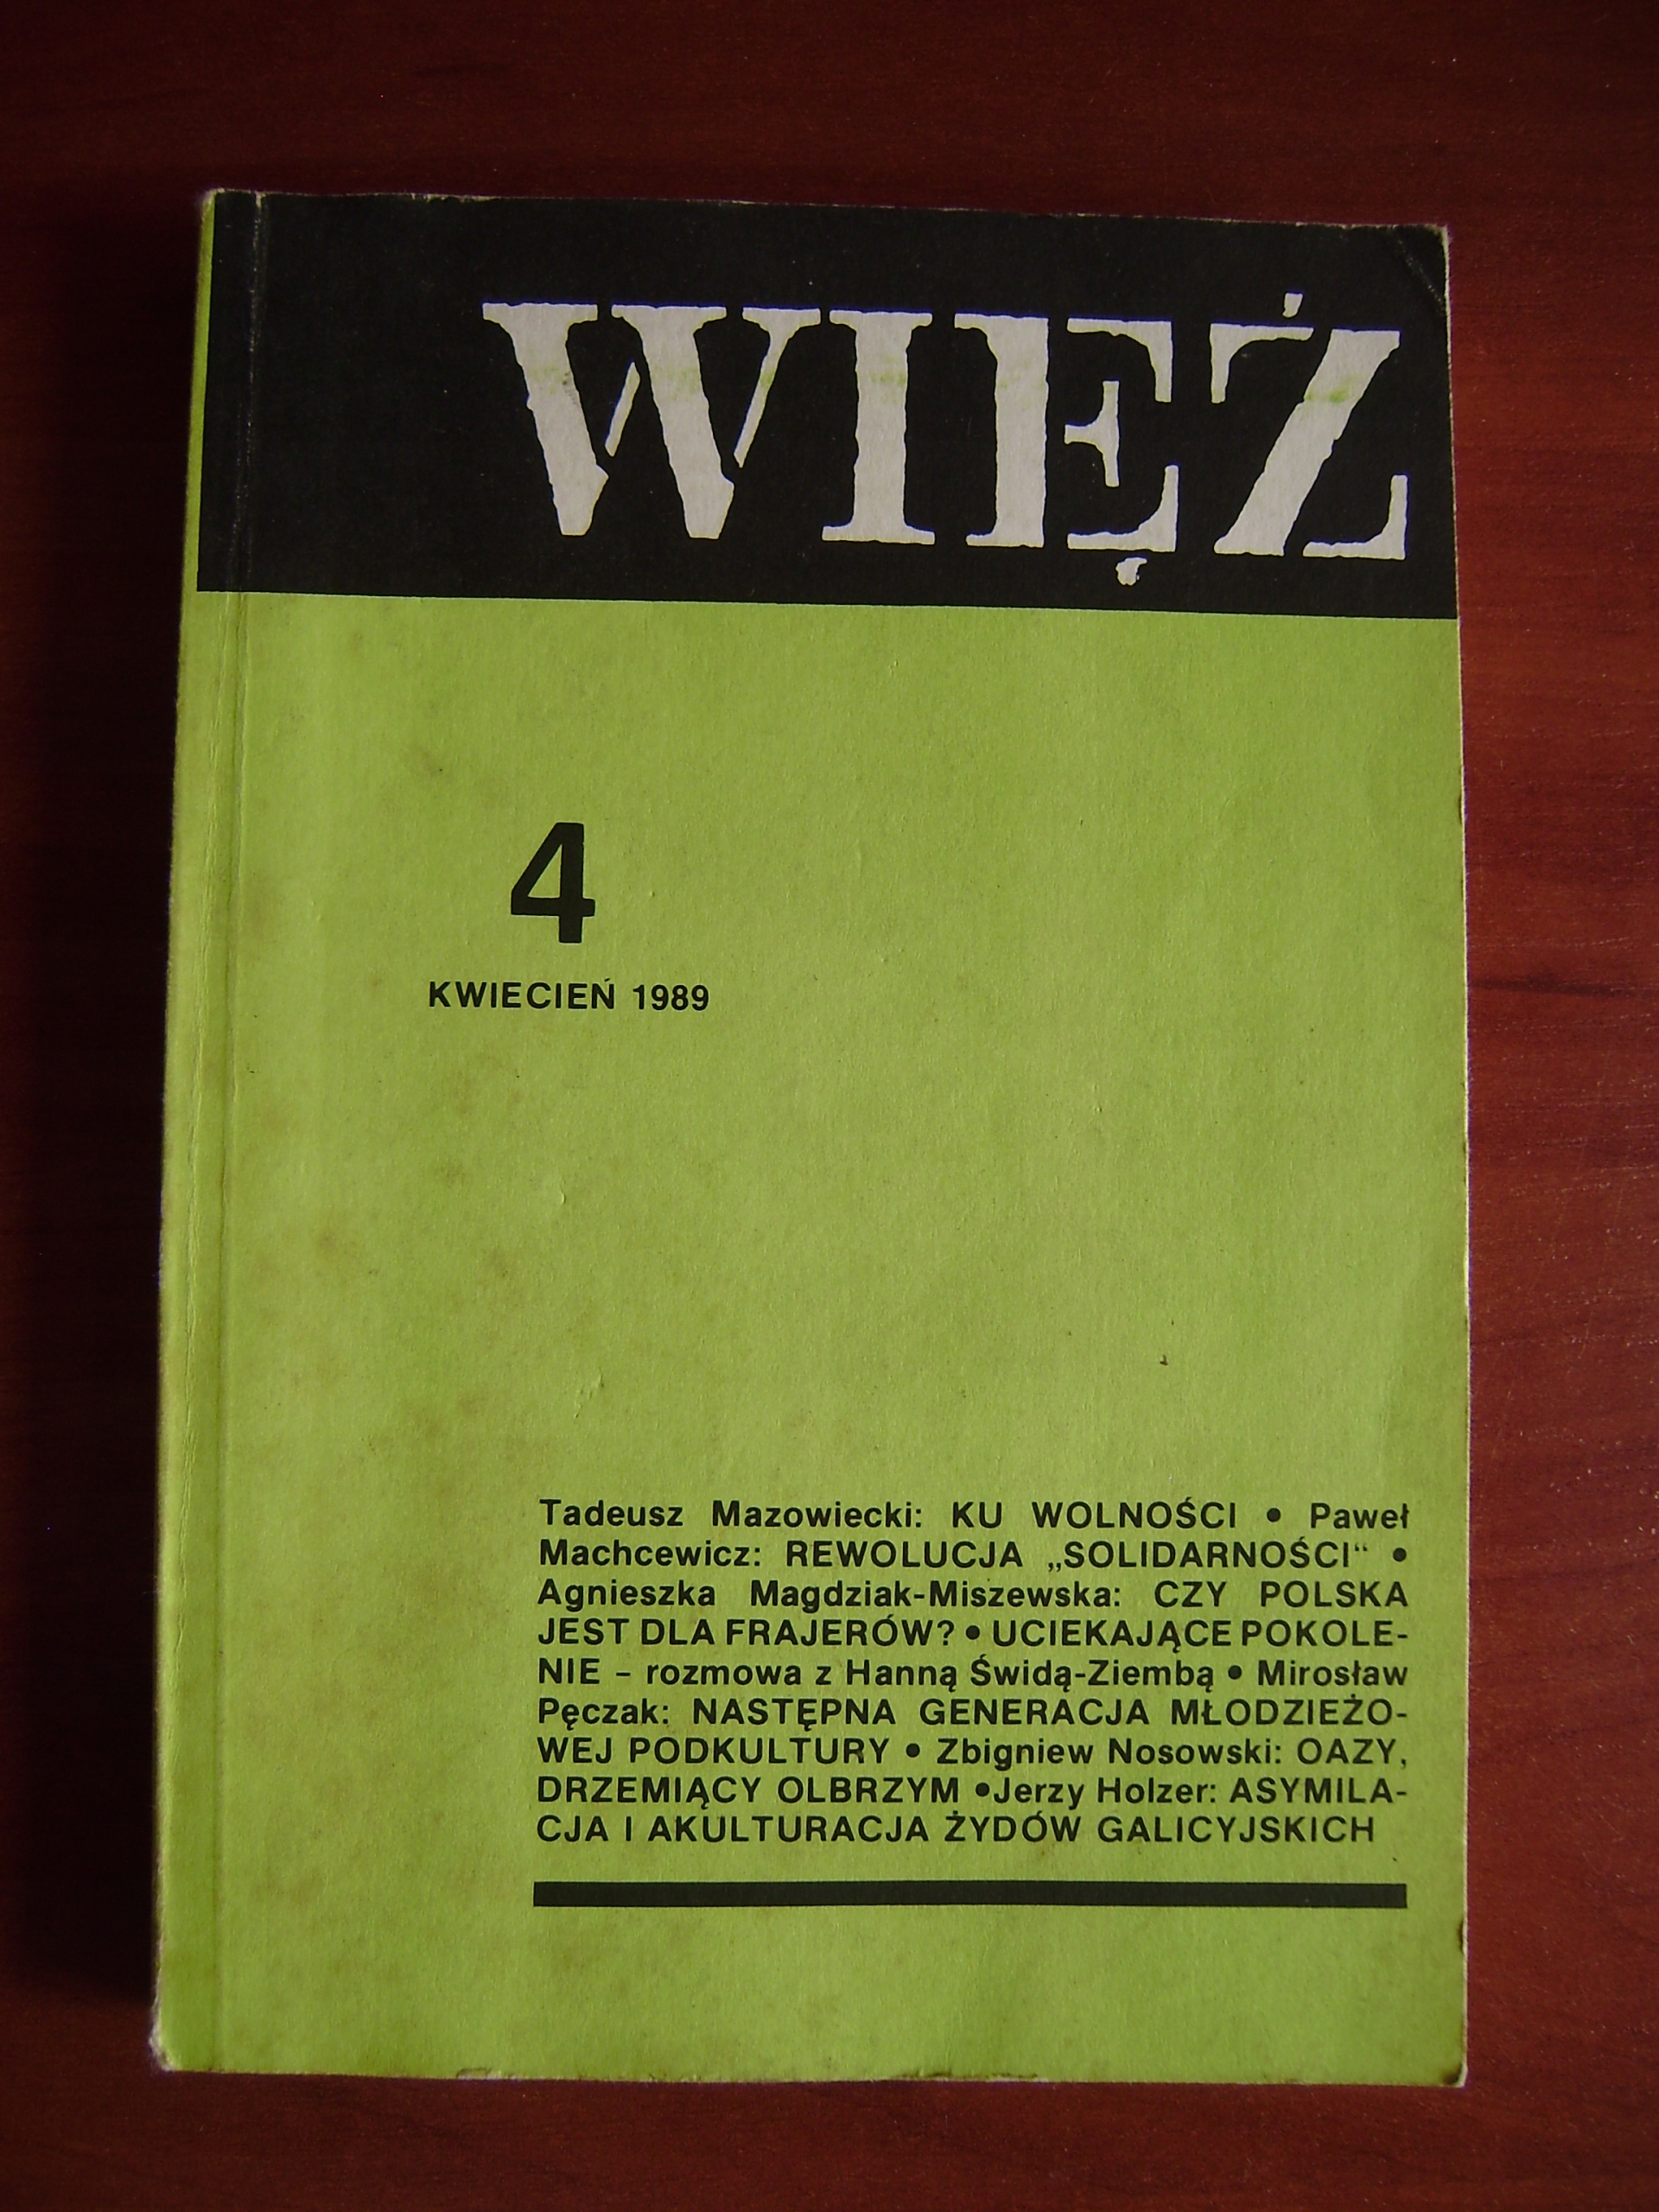 WIĘŹ
4
KWIECIEŃ 1989
Tadeusz Mazowiecki: KU WOLNOŚCI • Paweł
Machcewicz: REWOLUCJA „SOLIDARNOŚCI“ •
Agnieszka Magdziak-Miszewska: CZY POLSKA
JEST DLA FRAJERÓW? • UCIEKAJĄCE POKOLE-
NIE – rozmowa z Hanną Świdą-Ziembą • Mirosław
Pęczak: NASTĘPNA GENERACJA MŁODZIEŻO-
WEJ PODKULTURY • Zbigniew Nosowski: OAZY,
DRZEMIĄCY OLBRZYM •Jerzy Holzer: ASYMILA-
CJA I AKULTURACJA ŻYDÓW GALICYJSKICH